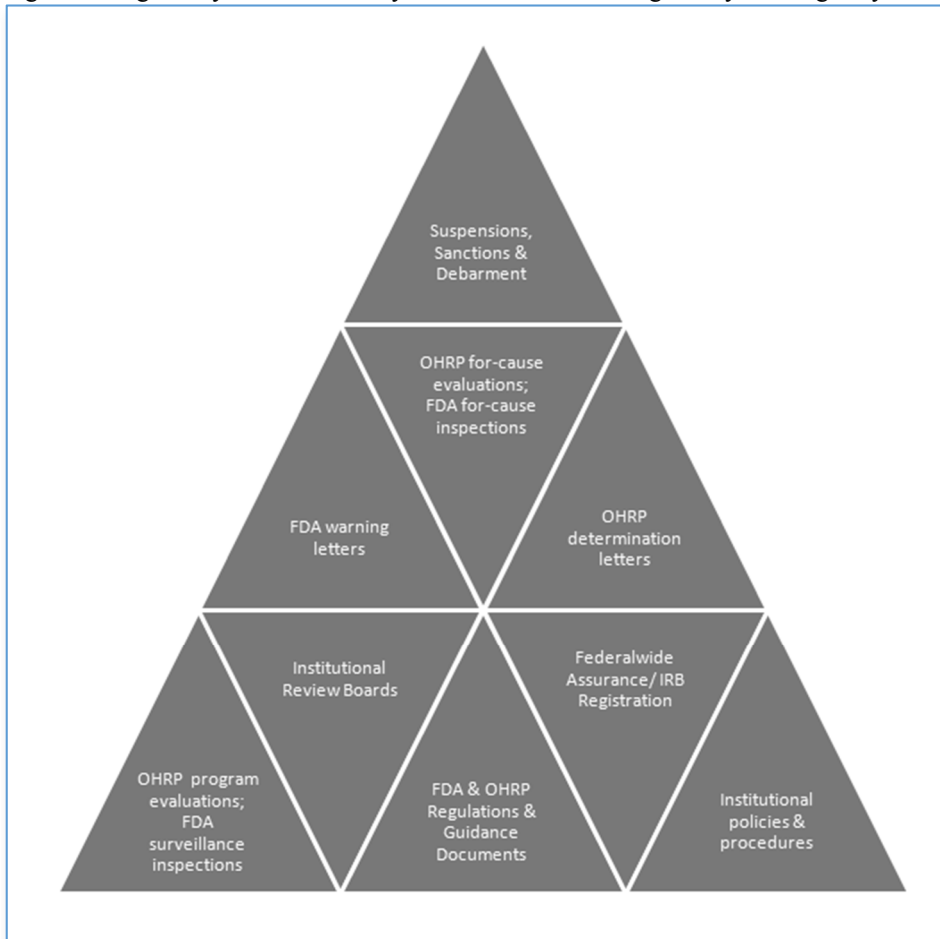 Suspensions,
Sanctions &
Debarment
OHRP for-cause
evaluations;
FDA for-cause
inspections
FDA warning
letters
OHRP
determination
letters
Institutional
Review Boards
Federalwide
Assurance/ IRB
Registration
OHRP program
evaluations;
FDA
surveillance
inspections
FDA & OHRP
Regulations &
Guidance
Documents
Institutional
policies &
procedures